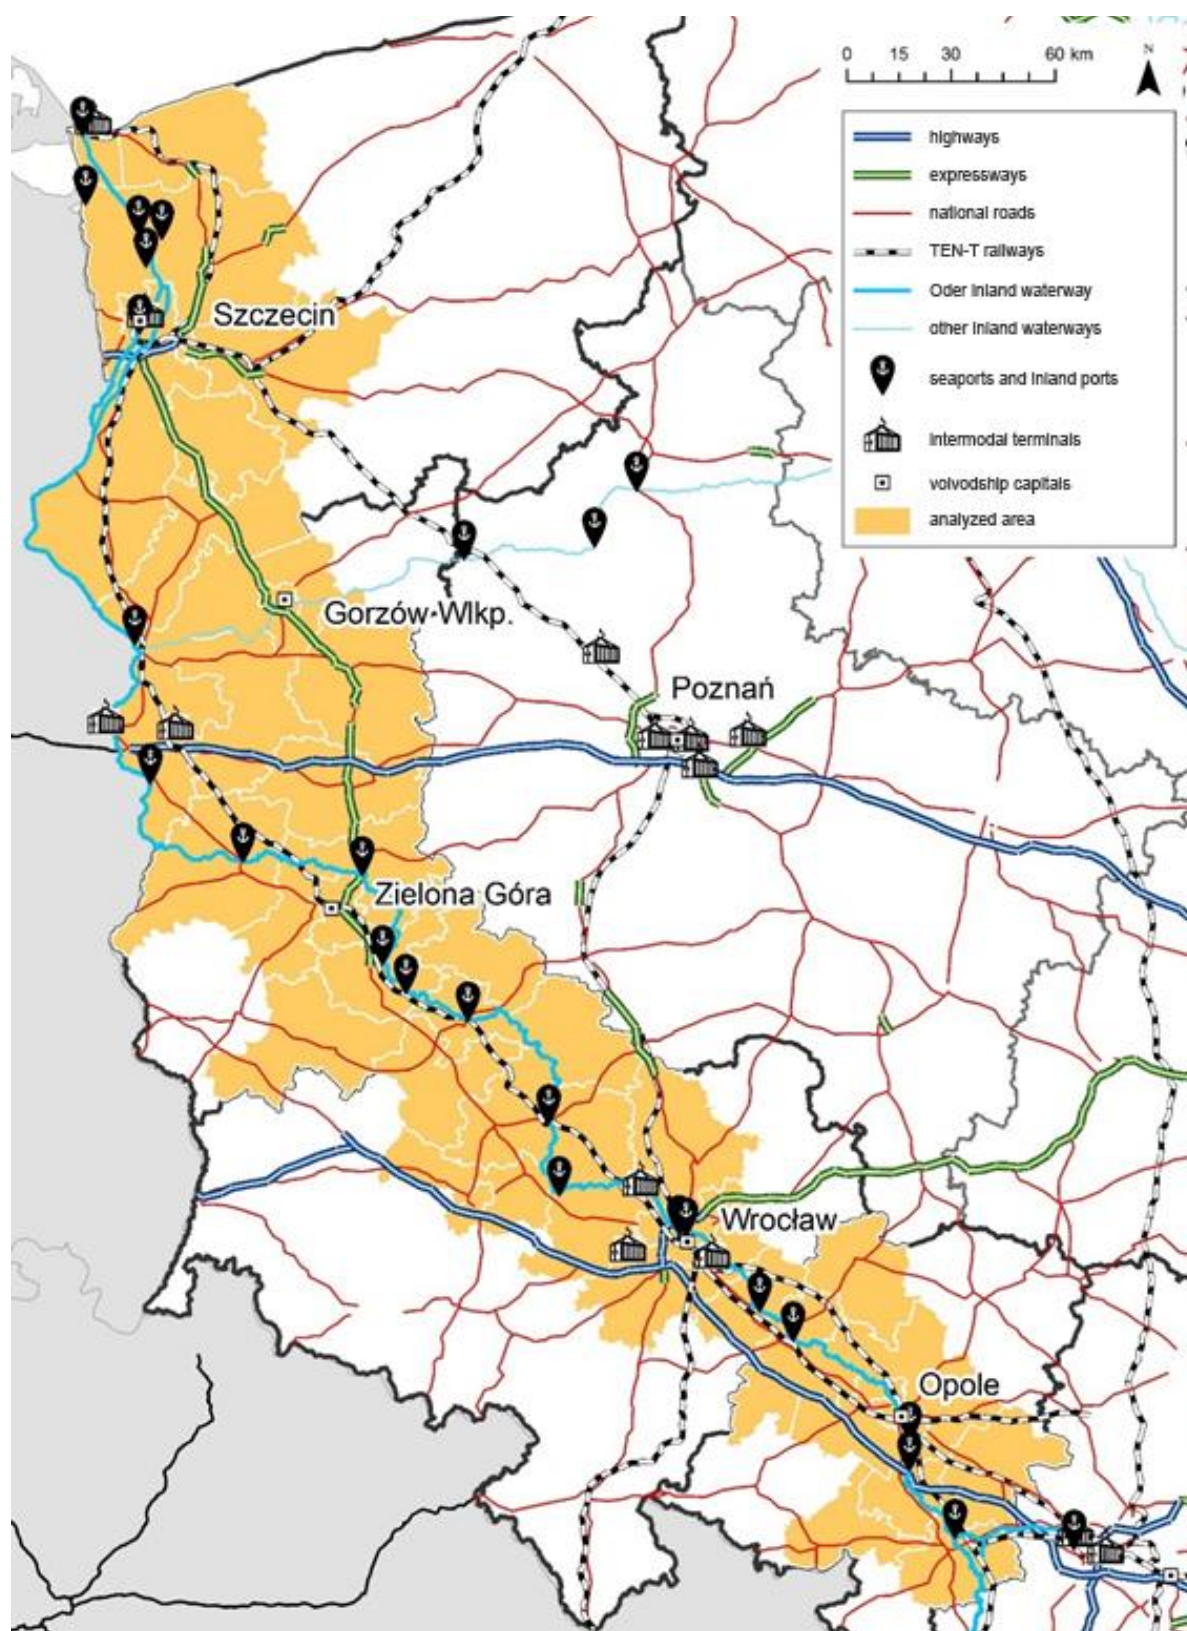 0 15 30 60 km
N
highways
expressways
national roads
TEN-T railways
Oder inland waterway
other inland waterways
seaports and inland ports
intermodal terminals
voivodship capitals
analyzed area
Szczecin
Gorzów Wlkp.
Poznań
Zielona Góra
Wrocław
Opole